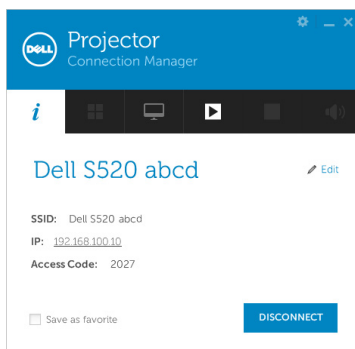 DELL
Projector
Connection Manager
i
Dell S520 abcd
Edit
SSID: Dell S520 abcd
IP: 192.168.100.10
Access Code: 2027
Save as favorite
DISCONNECT